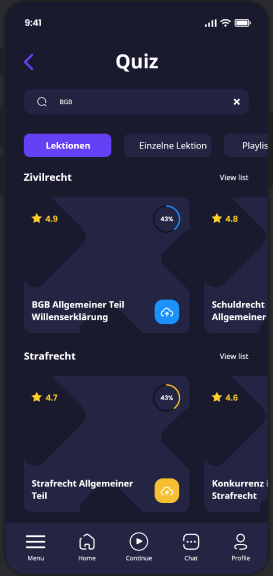 9:41
Quiz
BGB
Lektionen
Einzelne Lektion
Playlis
Zivilrecht
View list
4.9
43%
4.8
BGB Allgemeiner Teil
Willenserklärung
Schuldrecht
Allgemeiner
Strafrecht
View list
4.7
43%
4.6
Strafrecht Allgemeiner
Teil
Konkurrenz i
Strafrecht
Menu
Home
Continue
Chat
Profile